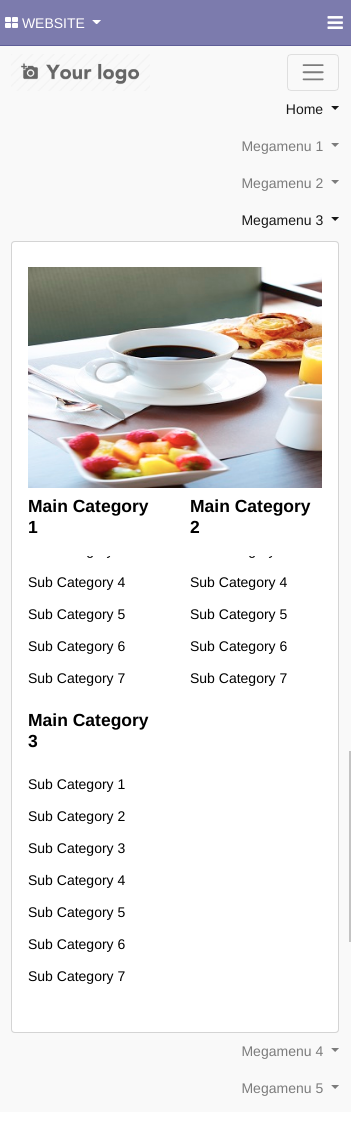 WEBSITE
Your logo
Home
Megamenu 1
Megamenu 2
Megamenu 3
Main Category
1
Main Category
2
Sub Category 4
Sub Category 4
Sub Category 5
Sub Category 5
Sub Category 6
Sub Category 6
Sub Category 7
Sub Category 7
Main Category
3
Sub Category 1
Sub Category 2
Sub Category 3
Sub Category 4
Sub Category 5
Sub Category 6
Sub Category 7
Megamenu 4
Megamenu 5